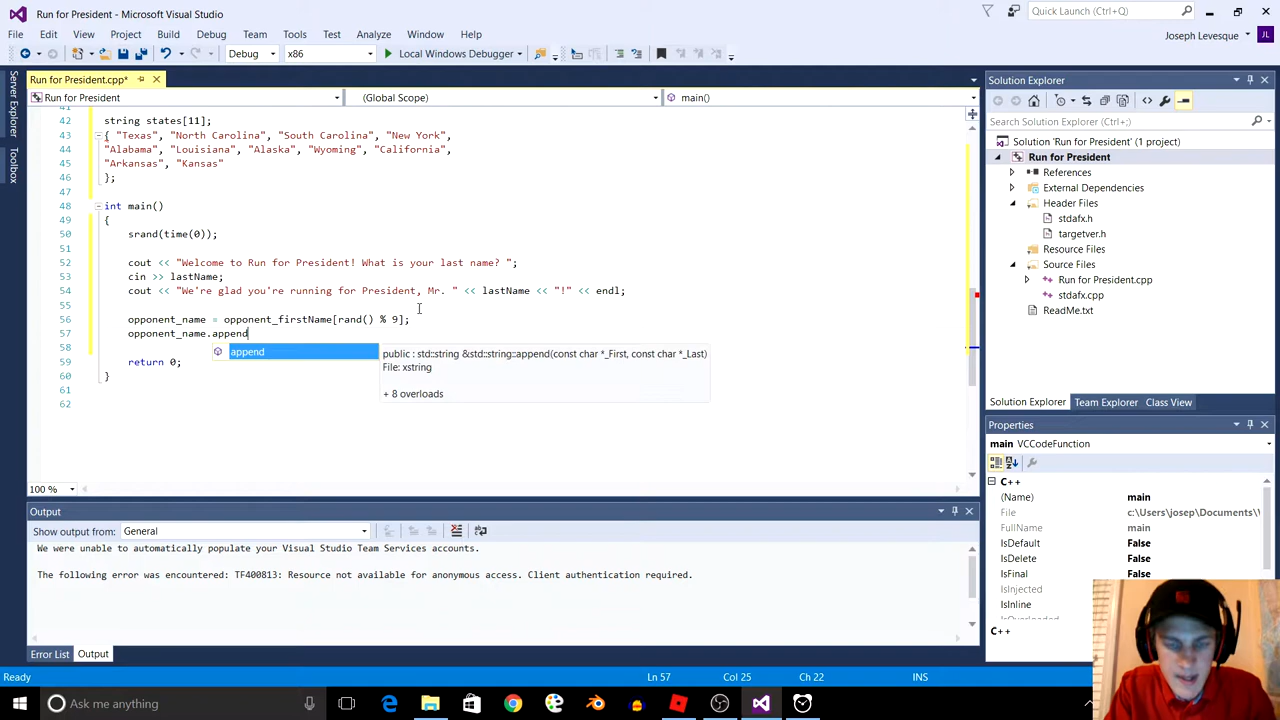 Run for President - Microsoft Visual Studio
Quick Launch (Ctrl+Q)
File Edit View Project Build Debug Team Tools Test Analyze Window Help
Joseph Levesque JL
Debug x86 Local Windows Debugger
Server Explorer
Toolbox
Run for President.cpp*
Run for President (Global Scope) main()
41
42 string states[11];
43 { "Texas", "North Carolina", "South Carolina", "New York",
44 "Alabama", "Louisiana", "Alaska", "Wyoming", "California",
45 "Arkansas", "Kansas"
46 };
47
48 int main()
49 {
50 srand(time(0));
51
52 cout << "Welcome to Run for President! What is your last name? ";
53 cin >> lastName;
54 cout << "We're glad you're running for President, Mr. " << lastName << "!" << endl;
55
56 opponent_name = opponent_firstName[rand() % 9];
57 opponent_name.append
58
59 return 0;
60 }
61
62
append
public : std::string &std::string::append(const char *_First, const char *_Last)
File: xstring
+ 8 overloads
100 %
Output
Show output from: General
We were unable to automatically populate your Visual Studio Team Services accounts.
The following error was encountered: TF400813: Resource not available for anonymous access. Client authentication required.
Error List Output
Solution Explorer
Search Solution Explorer (Ctrl+;)
Solution 'Run for President' (1 project)
Run for President
References
External Dependencies
Header Files
stdafx.h
targetver.h
Resource Files
Source Files
Run for President.cpp
stdafx.cpp
ReadMe.txt
Solution Explorer Team Explorer Class View
Properties
main VCCodeFunction
C++
(Name) main
File c:\Users\josep\Documents\
FullName main
IsDefault False
IsDelete False
IsFinal False
IsInjected
IsInline
IsOverloaded
C++
Ready Ln 57 Col 25 Ch 22 INS
Ask me anything